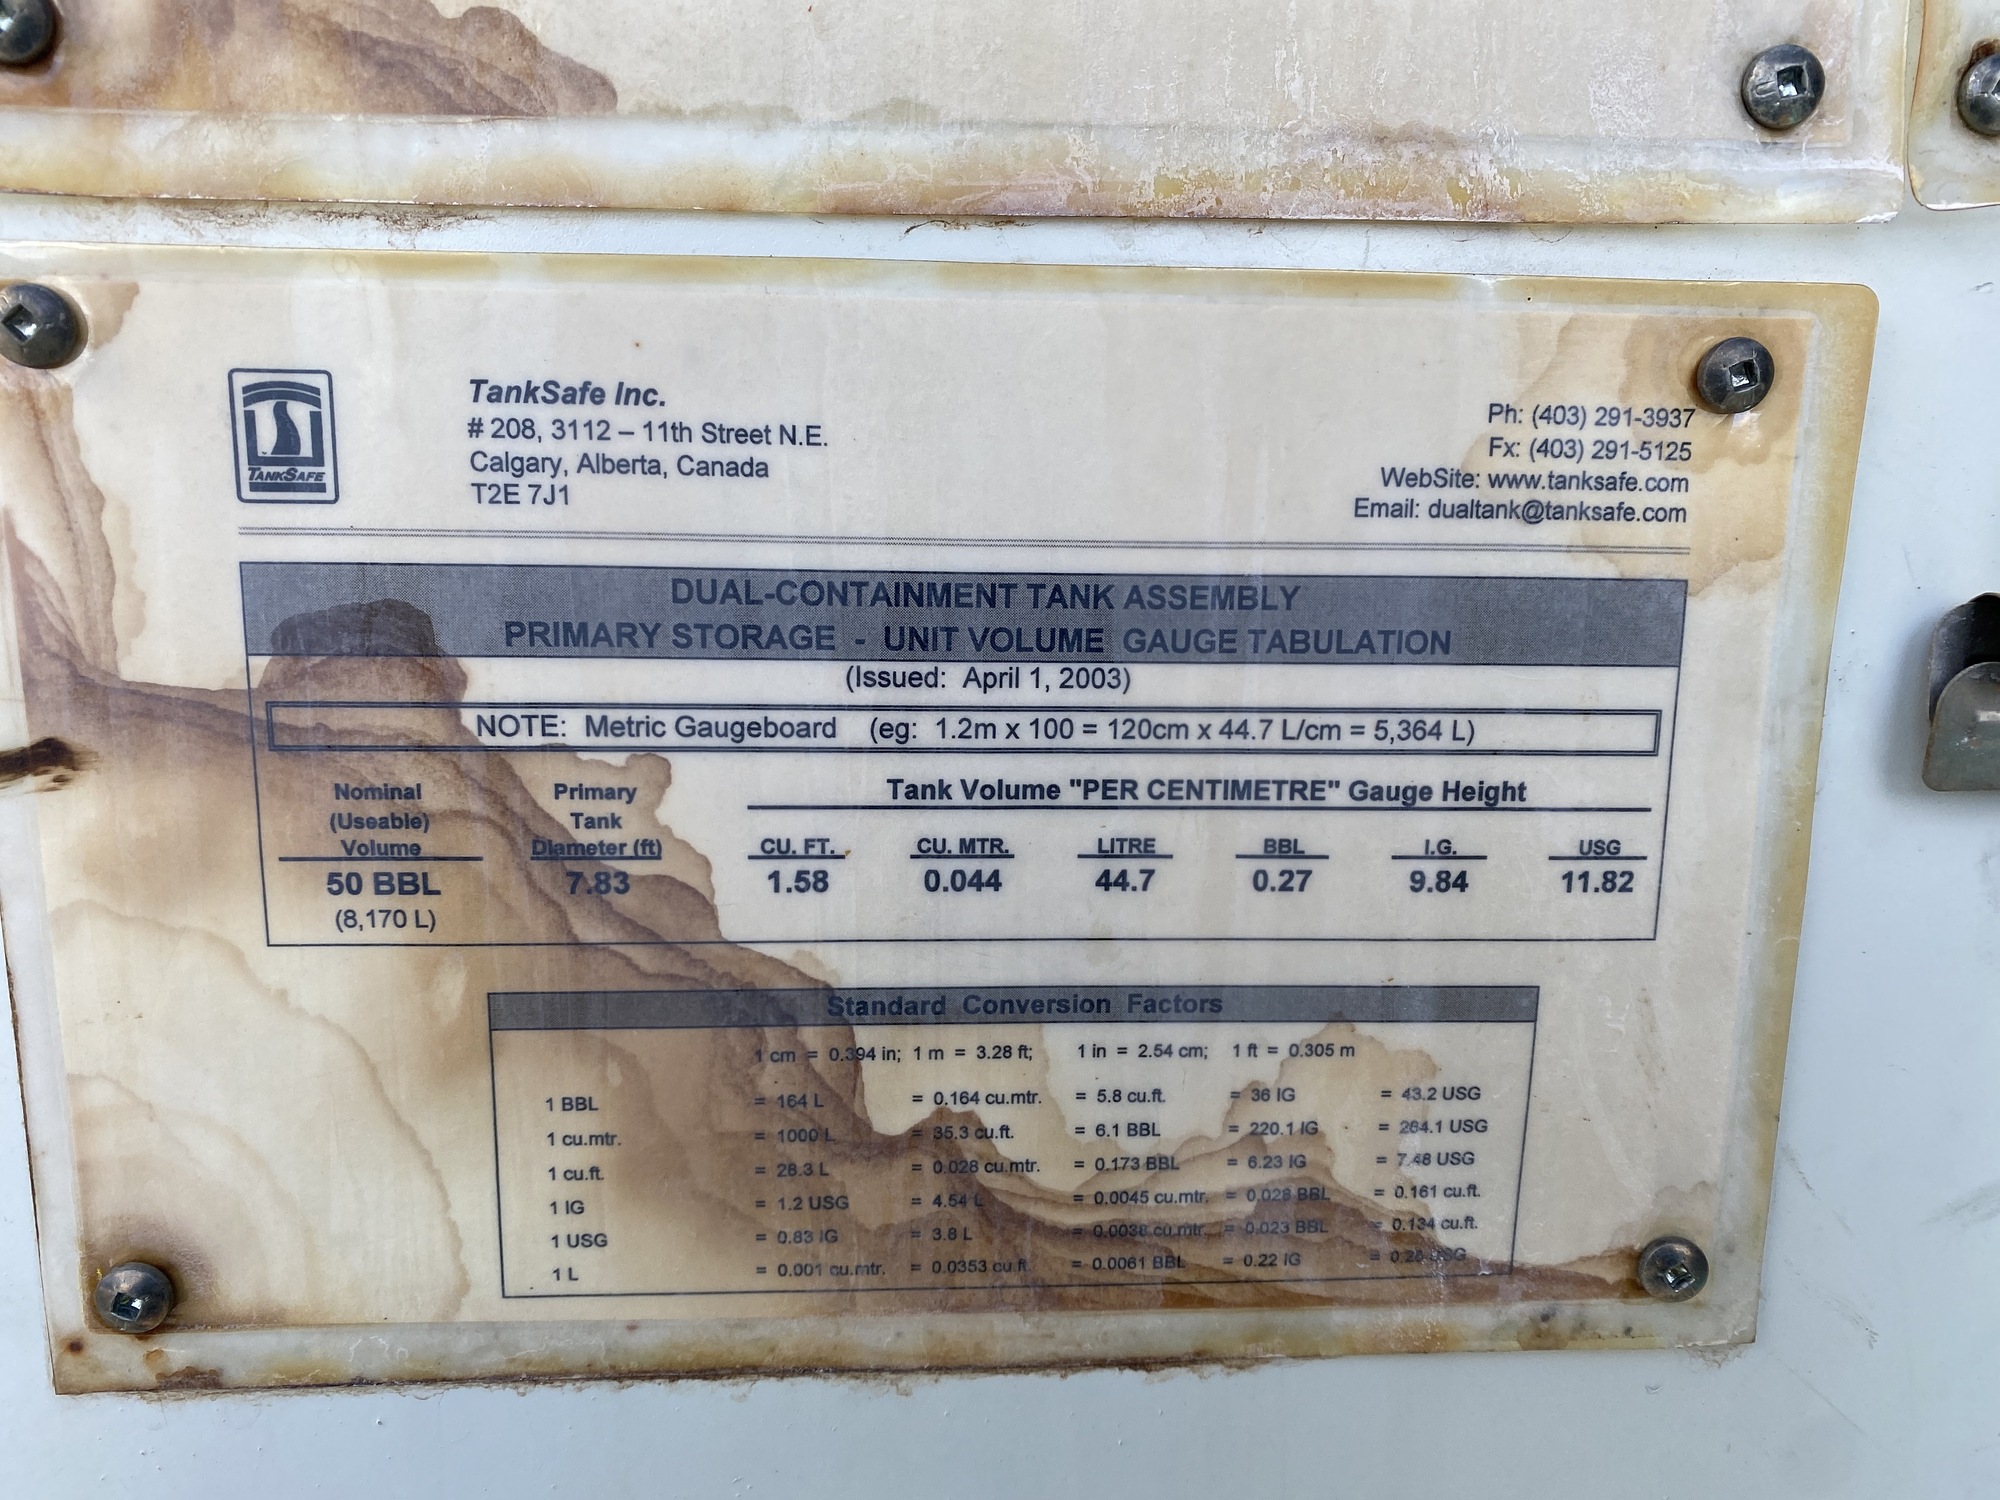 TANKSAFE
TankSafe Inc.
# 208, 3112 – 11th Street N.E.
Calgary, Alberta, Canada
T2E 7J1
Ph: (403) 291-3937
Fx: (403) 291-5125
WebSite: www.tanksafe.com
Email: dualtank@tanksafe.com
DUAL-CONTAINMENT TANK ASSEMBLY
PRIMARY STORAGE - UNIT VOLUME GAUGE TABULATION
(Issued: April 1, 2003)
NOTE: Metric Gaugeboard (eg: 1.2m x 100 = 120cm x 44.7 L/cm = 5,364 L)
Nominal Primary Tank Volume "PER CENTIMETRE" Gauge Height
(Useable) Tank
Volume Diameter (ft) CU. FT. CU. MTR. LITRE BBL I.G. USG
50 BBL 7.83 1.58 0.044 44.7 0.27 9.84 11.82
(8,170 L)
Standard Conversion Factors
1 cm = 0.394 in; 1 m = 3.28 ft; 1 in = 2.54 cm; 1 ft = 0.305 m
1 BBL = 164 L = 0.164 cu.mtr. = 5.8 cu.ft. = 36 IG = 43.2 USG
1 cu.mtr. = 1000 L = 35.3 cu.ft. = 6.1 BBL = 220.1 IG = 264.1 USG
1 cu.ft. = 28.3 L = 0.028 cu.mtr. = 0.173 BBL = 6.23 IG = 7.48 USG
1 IG = 1.2 USG = 4.54 L = 0.0045 cu.mtr. = 0.028 BBL = 0.161 cu.ft.
1 USG = 0.83 IG = 3.8 L = 0.0038 cu.mtr. = 0.023 BBL = 0.134 cu.ft.
1 L = 0.001 cu.mtr. = 0.0353 cu.ft. = 0.0061 BBL = 0.22 IG = 0.26 USG